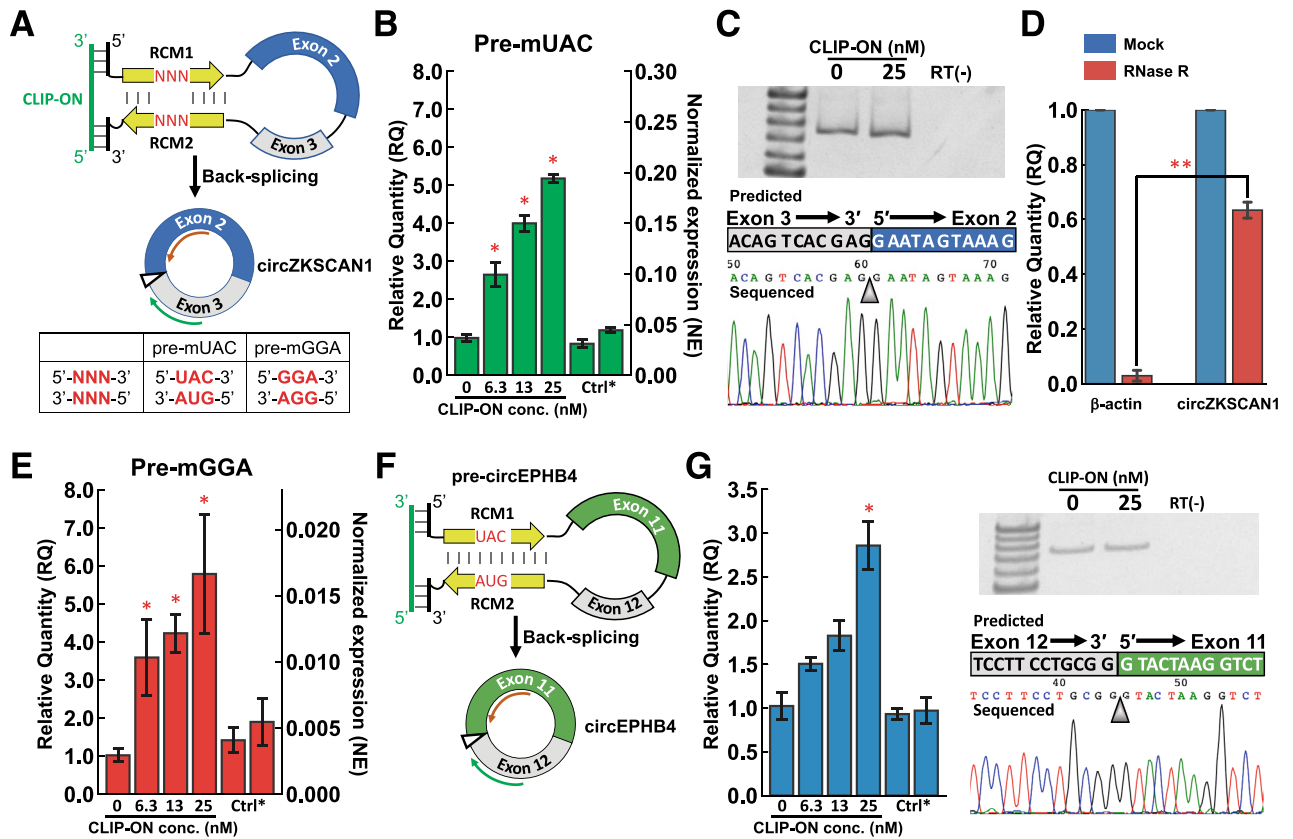 A
3′
5′
RCM1
NNN
Exon 2
CLIP-ON
NNN
RCM2
Exon 3
5′
3′
Back-splicing
Exon 2
circZKSCAN1
Exon 3
pre-mUAC pre-mGGA
5′-NNN-3′ 5′-UAC-3′ 5′-GGA-3′
3′-NNN-5′ 3′-AUG-5′ 3′-AGG-5′
B
Pre-mUAC
Relative Quantity (RQ)
8.0
7.0
6.0
5.0
4.0
3.0
2.0
1.0
0.0
* * *
0.30
0.25
0.20
0.15
0.10
0.05
0.00
Normalized expression (NE)
0 6.3 13 25 Ctrl*
CLIP-ON conc. (nM)
C
CLIP-ON (nM)
0 25 RT(-)
Predicted
Exon 3 3′ 5′ Exon 2
ACAGTCACGAG GAATAGTAAAG
50 60 70
ACAGTCACGAGGAATAGTAAAG
Sequenced
D
Mock
RNase R
Relative Quantity (RQ)
1.0
0.8
0.6
0.4
0.2
0.0
**
β-actin circZKSCAN1
E
Pre-mGGA
Relative Quantity (RQ)
8.0
7.0
6.0
5.0
4.0
3.0
2.0
1.0
0.0
* * *
0.020
0.015
0.010
0.005
0.000
Normalized expression (NE)
0 6.3 13 25 Ctrl*
CLIP-ON conc. (nM)
F
pre-circEPHB4
3′
5′
RCM1
UAC
Exon 11
AUG
RCM2
Exon 12
5′
3′
Back-splicing
Exon 11
circEPHB4
Exon 12
G
Relative Quantity (RQ)
3.5
3.0
2.5
2.0
1.5
1.0
0.5
0.0
*
0 6.3 13 25 Ctrl*
CLIP-ON conc. (nM)
CLIP-ON (nM)
0 25 RT(-)
Predicted
Exon 12 3′ 5′ Exon 11
TCCTT CCTGCG G G TACTAAG GTCT
40 50
TCCTTCCTGCGGGTACTAAGGTCT
Sequenced